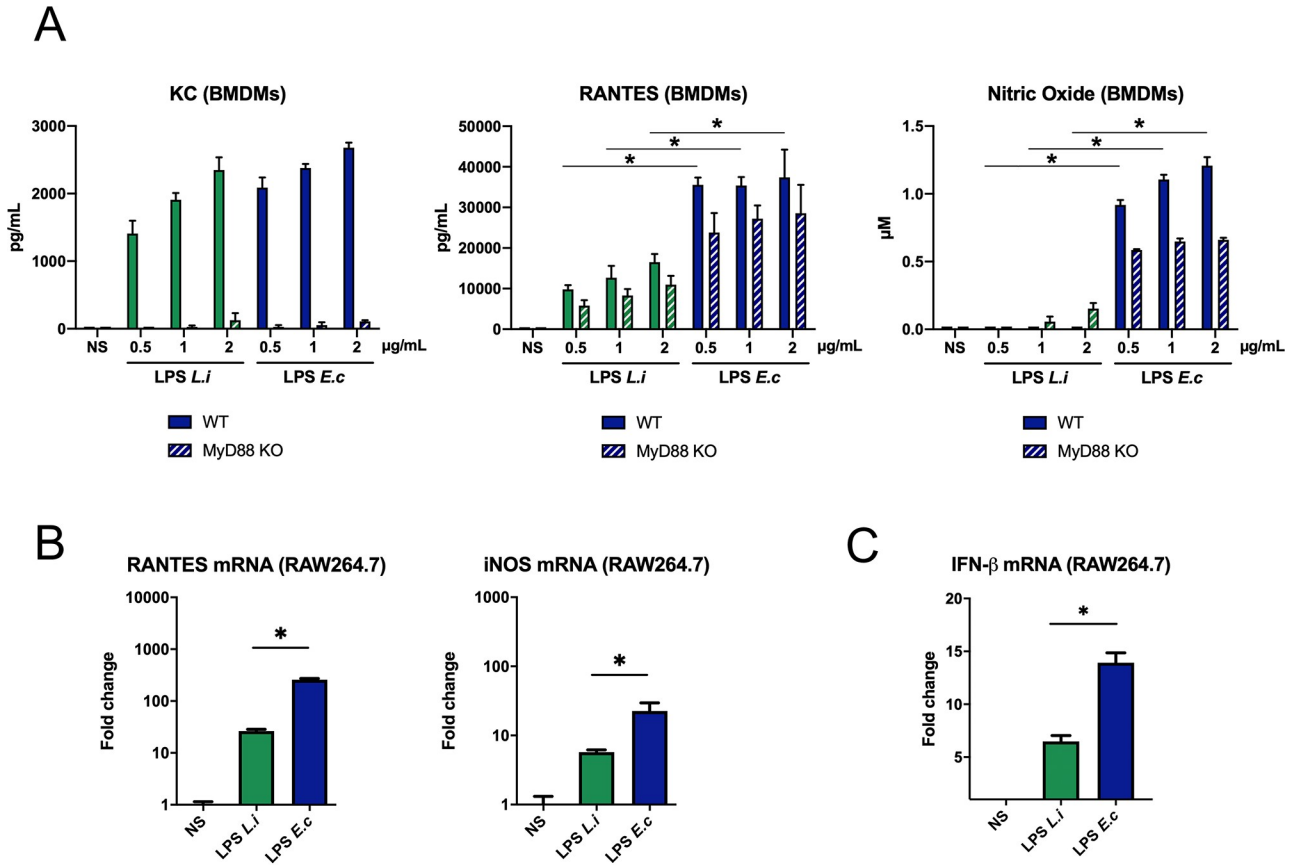 A
KC (BMDMs)
3000
2000
1000
0
pg/mL
NS 0.5 1 2 0.5 1 2 µg/mL
LPS L.i LPS E.c
WT
MyD88 KO
RANTES (BMDMs)
50000
40000
30000
20000
10000
0
pg/mL
* * *
NS 0.5 1 2 0.5 1 2 µg/mL
LPS L.i LPS E.c
WT
MyD88 KO
Nitric Oxide (BMDMs)
1.5
1.0
0.5
0.0
µM
* * *
NS 0.5 1 2 0.5 1 2 µg/mL
LPS L.i LPS E.c
WT
MyD88 KO
B
RANTES mRNA (RAW264.7)
10000
1000
100
10
1
Fold change
*
NS LPS L.i LPS E.c
iNOS mRNA (RAW264.7)
1000
100
10
1
Fold change
*
NS LPS L.i LPS E.c
C
IFN-β mRNA (RAW264.7)
20
15
10
5
Fold change
*
NS LPS L.i LPS E.c